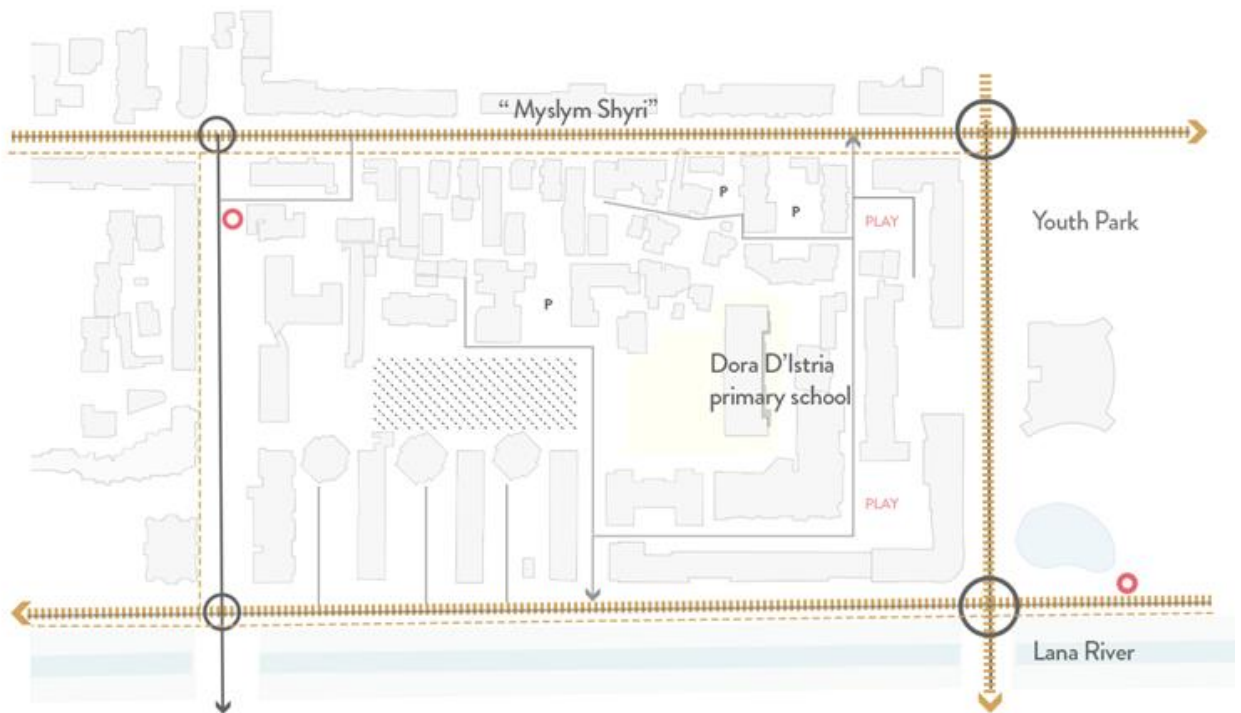 “ Myslym Shyri”
P
P
PLAY
Youth Park
P
Dora D'Istria
primary school
PLAY
Lana River